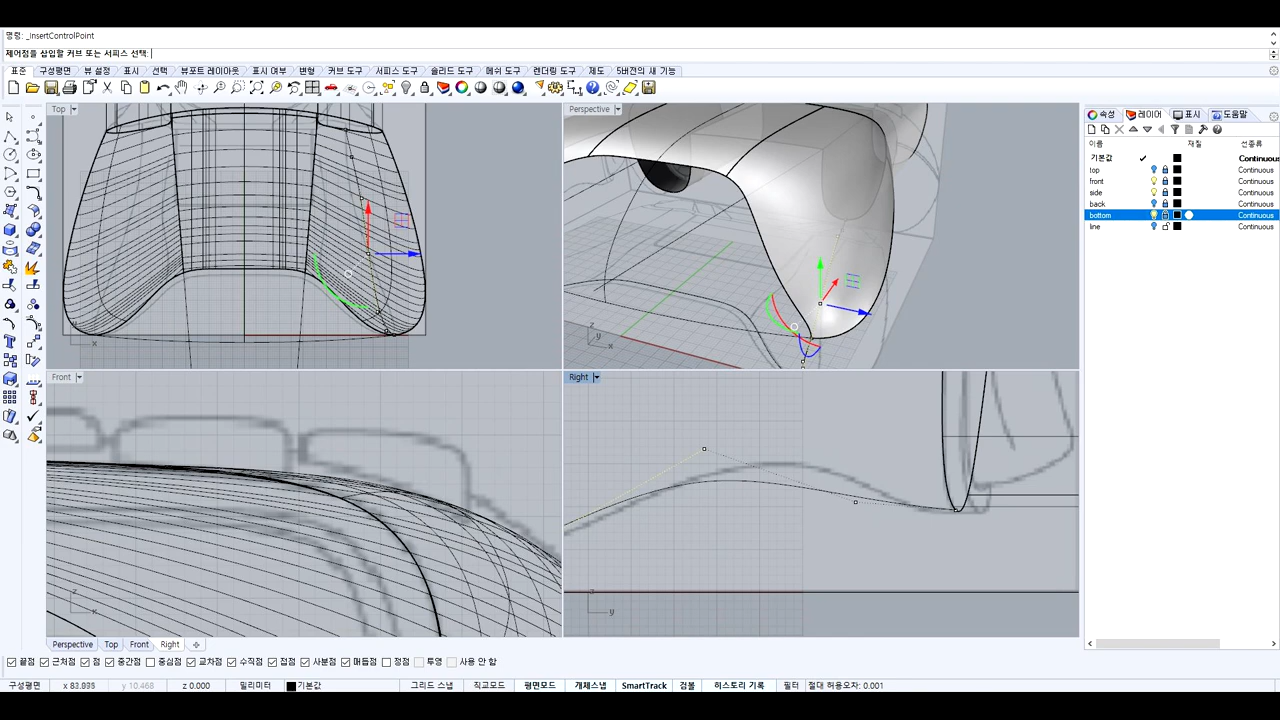 명령: _InsertControlPoint
제어점을 삽입할 커브 또는 서피스 선택:
표준 구성평면 뷰 설정 표시 선택 뷰포트 레이아웃 표시 여부 변형 커브 도구 서피스 도구 솔리드 도구 메쉬 도구 렌더링 도구 제도 5버전의 새 기능
Top
x
Perspective
z
y
x
Front
z
x
Right
z
y
속성 레이어 표시 도움말
이름 재질 선종류
기본값 Continuous
top Continuous
front Continuous
side Continuous
back Continuous
bottom Continuous
line Continuous
Perspective Top Front Right
끝점 근처점 점 중간점 중심점 교차점 수직점 접점 사분점 매듭점 정점 투영 사용 안 함
구성평면 x 83.895 y 10.468 z 0.000 밀리미터 기본값 그리드 스냅 직교모드 평면모드 개체스냅 SmartTrack 검볼 히스토리 기록 필터 절대 허용오차: 0.001